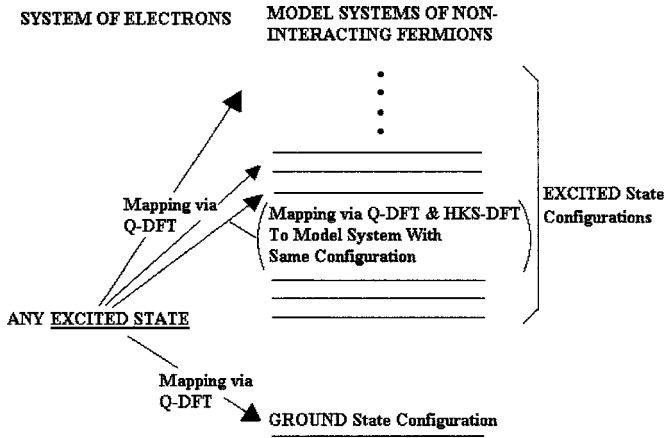 SYSTEM OF ELECTRONS
MODEL SYSTEMS OF NON-
INTERACTING FERMIONS
Mapping via
Q-DFT
Mapping via Q-DFT & HKS-DFT
To Model System With
Same Configuration
EXCITED State
Configurations
ANY EXCITED STATE
Mapping via
Q-DFT
GROUND State Configuration